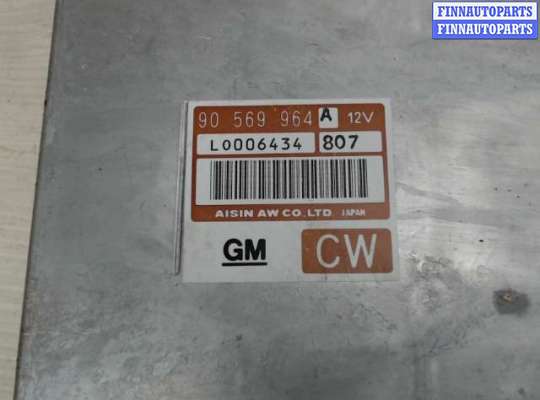 FINNAUTOPARTS
FINNAUTOPARTS
90 569 964 A 12V
L0006434 807
AISIN AW CO.,LTD. JAPAN
GM CW